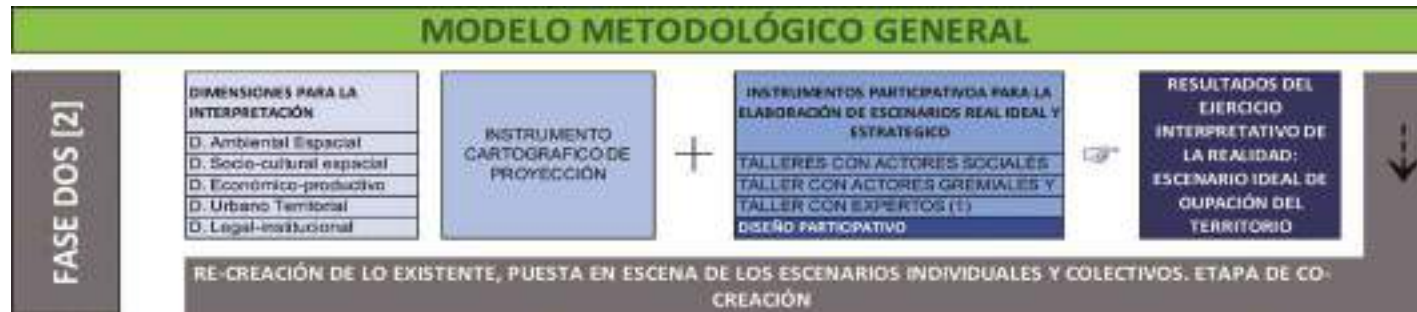 MODELO METODOLÓGICO GENERAL
FASE DOS [2]
DIMENSIONES PARA LA
INTERPRETACIÓN
D. Ambiental Espacial
D. Socio-cultural espacial
D. Económico-productivo
D. Urbano Territorial
D. Legal-institucional
INSTRUMENTO
CARTOGRAFICO DE
PROYECCIÓN
+
INSTRUMENTOS PARTICIPATIVOA PARA LA
ELABORACIÓN DE ESCENARIOS REAL IDEAL Y
ESTRATEGICO
TALLERES CON ACTORES SOCIALES
TALLER CON ACTORES GREMIALES Y
TALLER CON EXPERTOS (1)
DISEÑO PARTICIPATIVO
RESULTADOS DEL
EJERCICIO
INTERPRETATIVO DE
LA REALIDAD:
ESCENARIO IDEAL DE
OUPACIÓN DEL
TERRITORIO
RE-CREACIÓN DE LO EXISTENTE, PUESTA EN ESCENA DE LOS ESCENARIOS INDIVIDUALES Y COLECTIVOS. ETAPA DE CO-
CREACIÓN